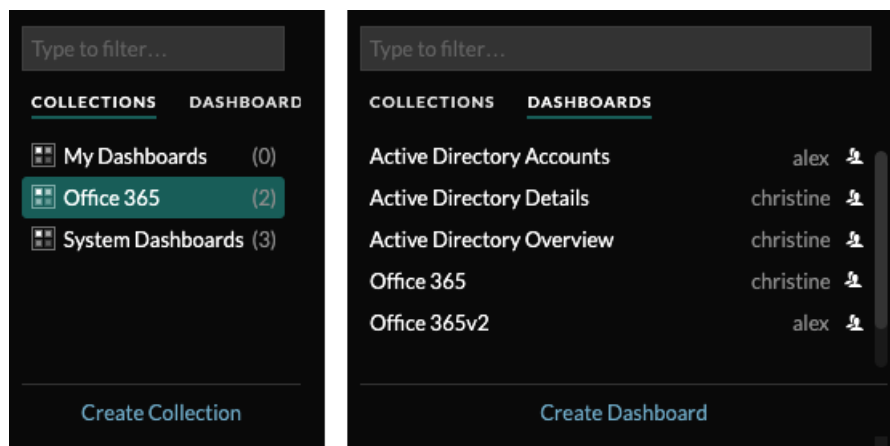 Type to filter...
COLLECTIONS DASHBOARD
My Dashboards (0)
Office 365 (2)
System Dashboards (3)
Create Collection
Type to filter...
COLLECTIONS DASHBOARDS
Active Directory Accounts alex
Active Directory Details christine
Active Directory Overview christine
Office 365 christine
Office 365v2 alex
Create Dashboard